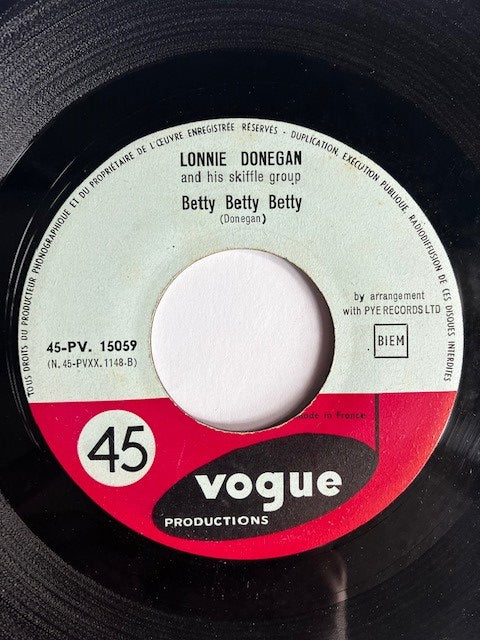 TOUS DROITS DU PRODUCTEUR PHONOGRAPHIQUE ET DU PROPRIÉTAIRE DE L'ŒUVRE ENREGISTRÉE RÉSERVÉS - DUPLICATION, EXÉCUTION PUBLIQUE, RADIODIFFUSION DE CES DISQUES INTERDITES
LONNIE DONEGAN
and his skiffle group
Betty Betty Betty
(Donegan)
by arrangement
with PYE RECORDS LTD
BIEM
45-PV. 15059
(N. 45-PVXX. 1148-B)
made in France
45
vogue
PRODUCTIONS